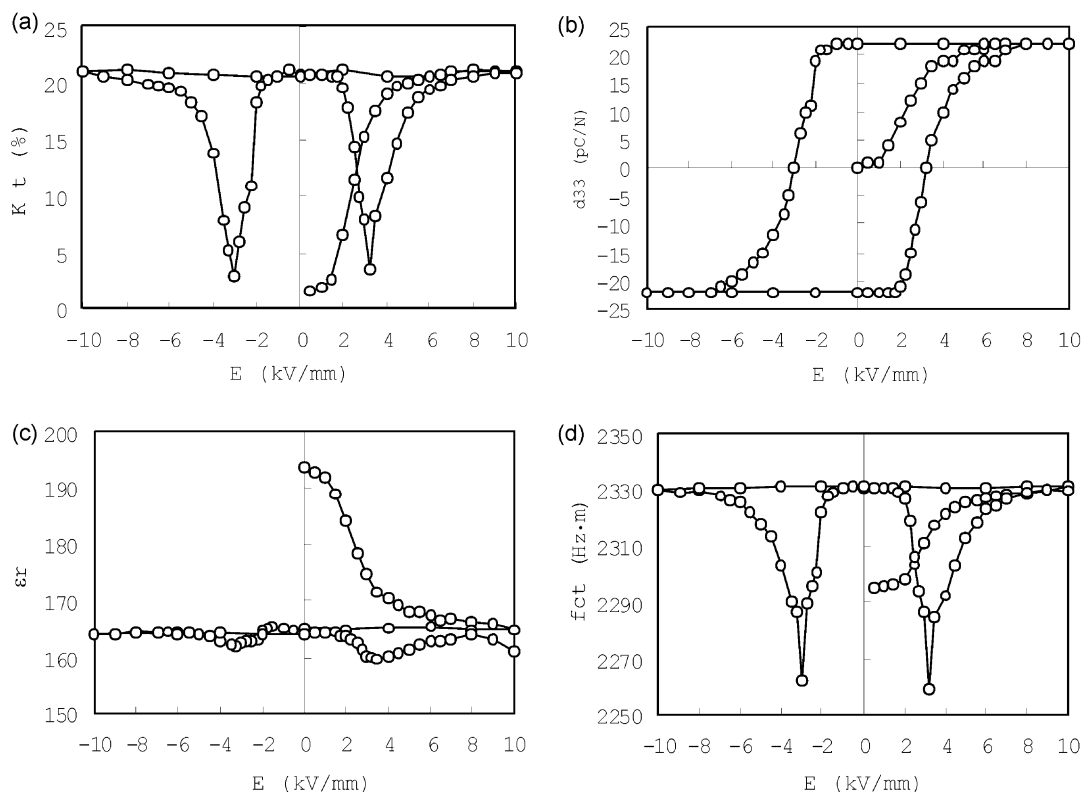 (a)
25
20
15
10
5
0
K t (%)
-10 -8 -6 -4 -2 0 2 4 6 8 10
E (kV/mm)
(b)
25
20
15
10
5
0
-5
-10
-15
-20
-25
d33 (pC/N)
-10 -8 -6 -4 -2 0 2 4 6 8 10
E (kV/mm)
(c)
200
190
180
170
160
150
εr
-10 -8 -6 -4 -2 0 2 4 6 8 10
E (kV/mm)
(d)
2350
2330
2310
2290
2270
2250
fct (Hz·m)
-10 -8 -6 -4 -2 0 2 4 6 8 10
E (kV/mm)